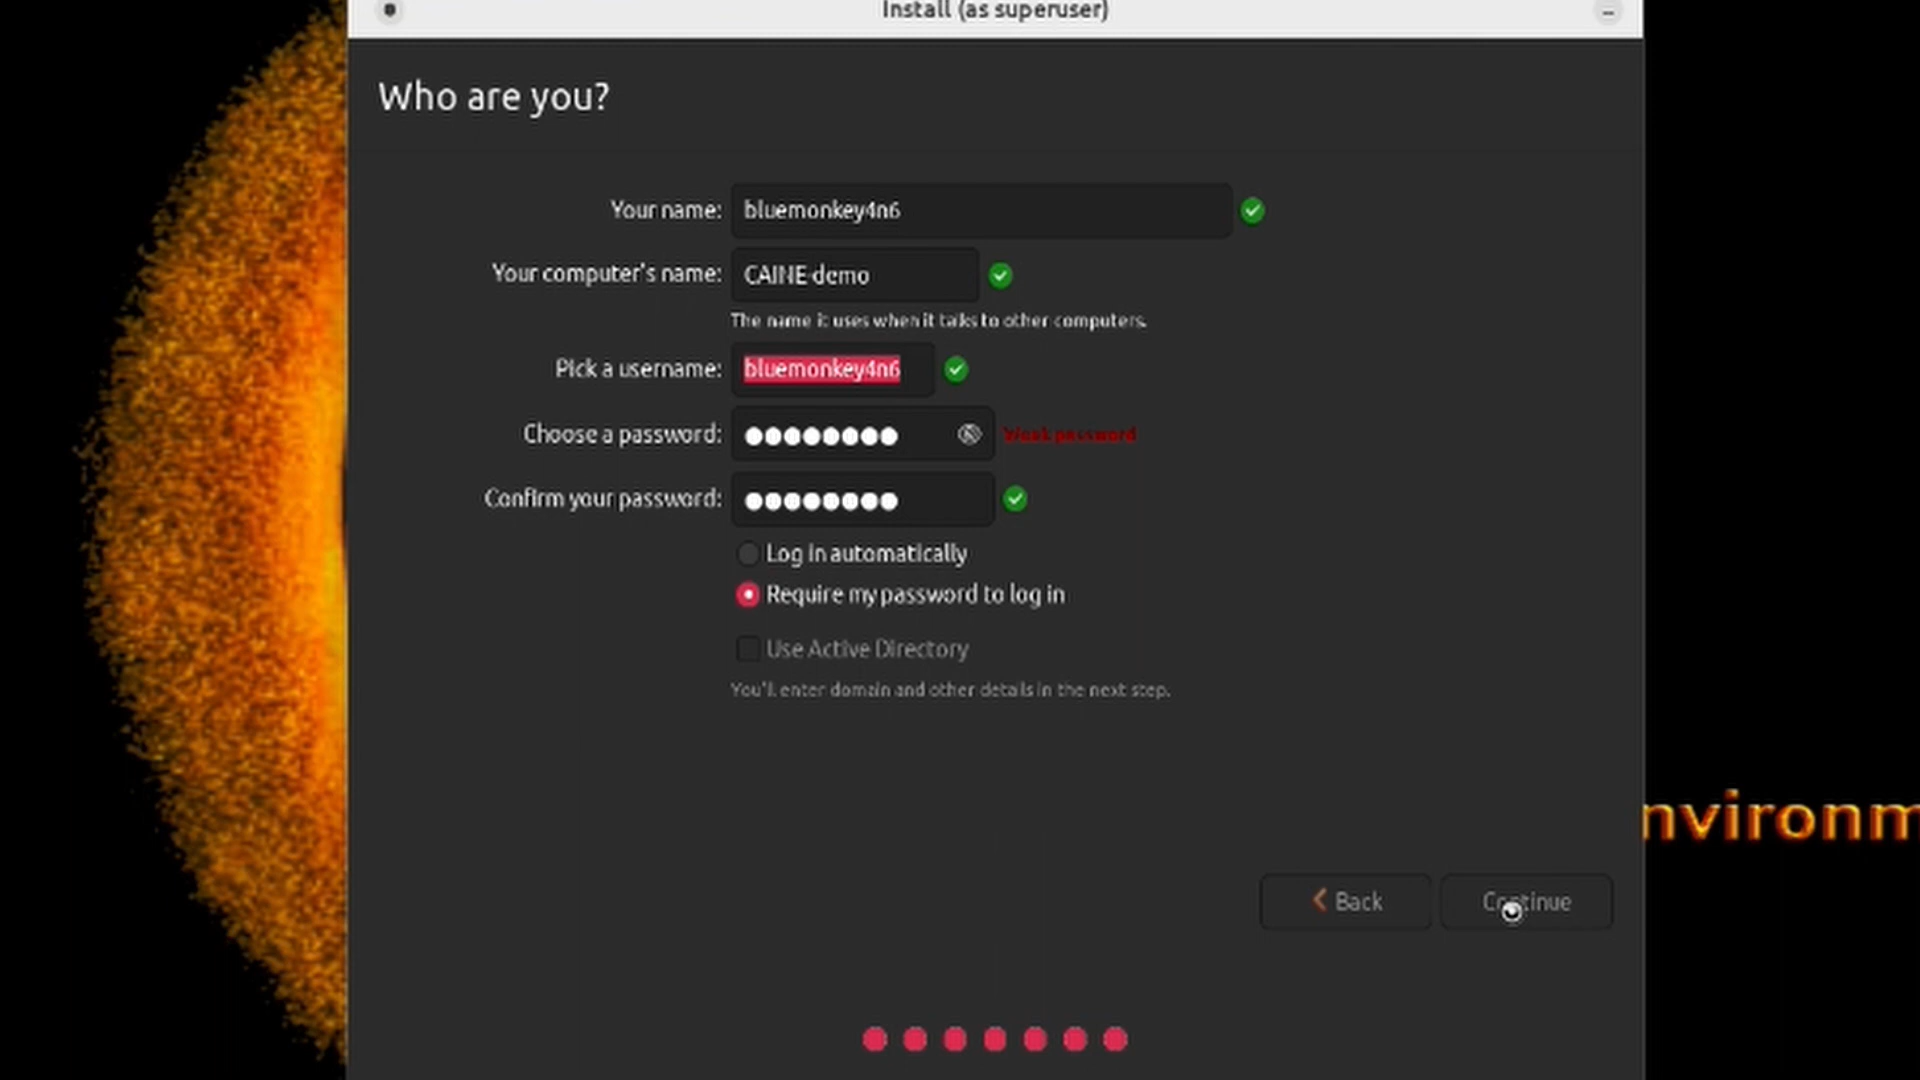 Install (as superuser)
Who are you?
Your name: bluemonkey4n6
Your computer's name: CAINE-demo
The name it uses when it talks to other computers.
Pick a username: bluemonkey4n6
Choose a password: Weak password
Confirm your password:
Log in automatically
Require my password to log in
Use Active Directory
You'll enter domain and other details in the next step.
nvironm
Back Continue